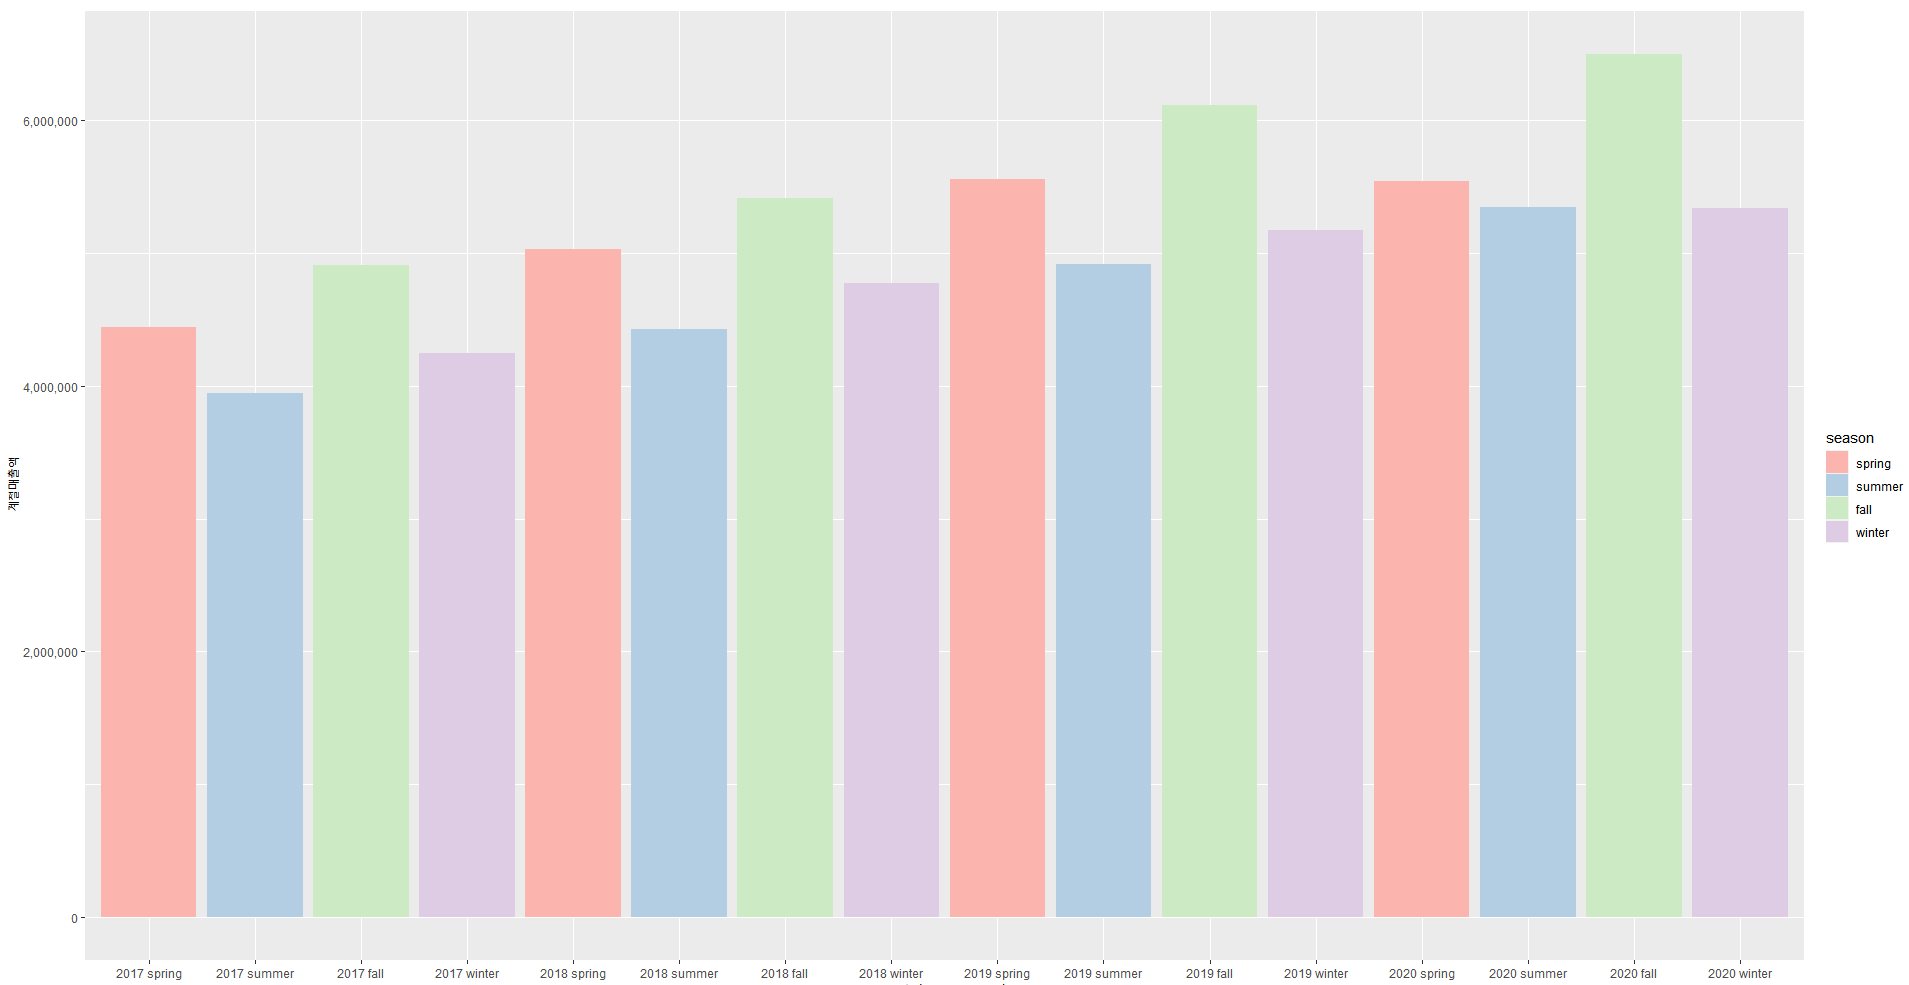 계절매출액
6,000,000
4,000,000
2,000,000
0
2017 spring
2017 summer
2017 fall
2017 winter
2018 spring
2018 summer
2018 fall
2018 winter
2019 spring
2019 summer
2019 fall
2019 winter
2020 spring
2020 summer
2020 fall
2020 winter
season
spring
summer
fall
winter